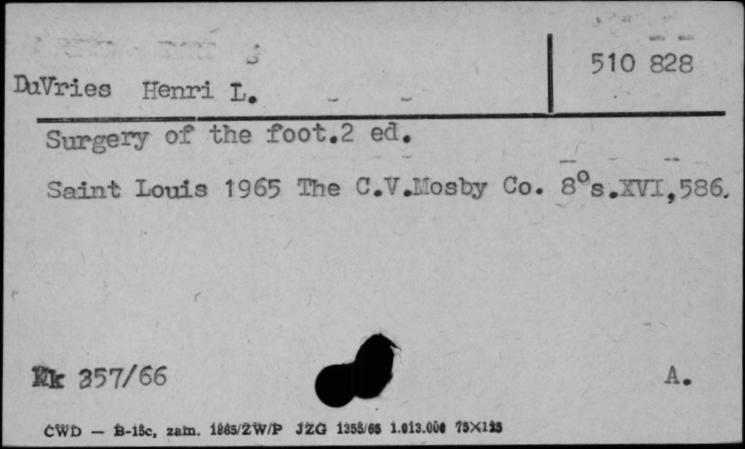 510 828
DuVries Henri L.
Surgery of the foot.2 ed.
Saint Louis 1965 The C.V.Mosby Co. 8°s.XVI,586.
357/66
A.
CWD — B-15c, zam. 1865/ZW/P JZG 1355/65 1.013.000 75X125